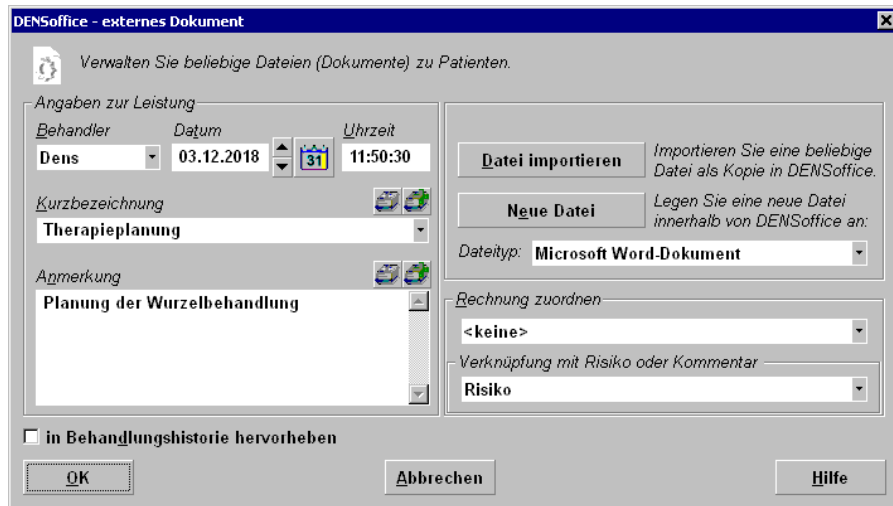 DENSoffice - externes Dokument
Verwalten Sie beliebige Dateien (Dokumente) zu Patienten.
Angaben zur Leistung
Behandler Datum Uhrzeit
Dens 03.12.2018 31 11:50:30
Kurzbezeichnung
Therapieplanung
Anmerkung
Planung der Wurzelbehandlung
Datei importieren
Importieren Sie eine beliebige
Datei als Kopie in DENSoffice.
Neue Datei
Legen Sie eine neue Datei
innerhalb von DENSoffice an:
Dateityp: Microsoft Word-Dokument
Rechnung zuordnen
<keine>
Verknüpfung mit Risiko oder Kommentar
Risiko
in Behandlungshistorie hervorheben
OK Abbrechen Hilfe